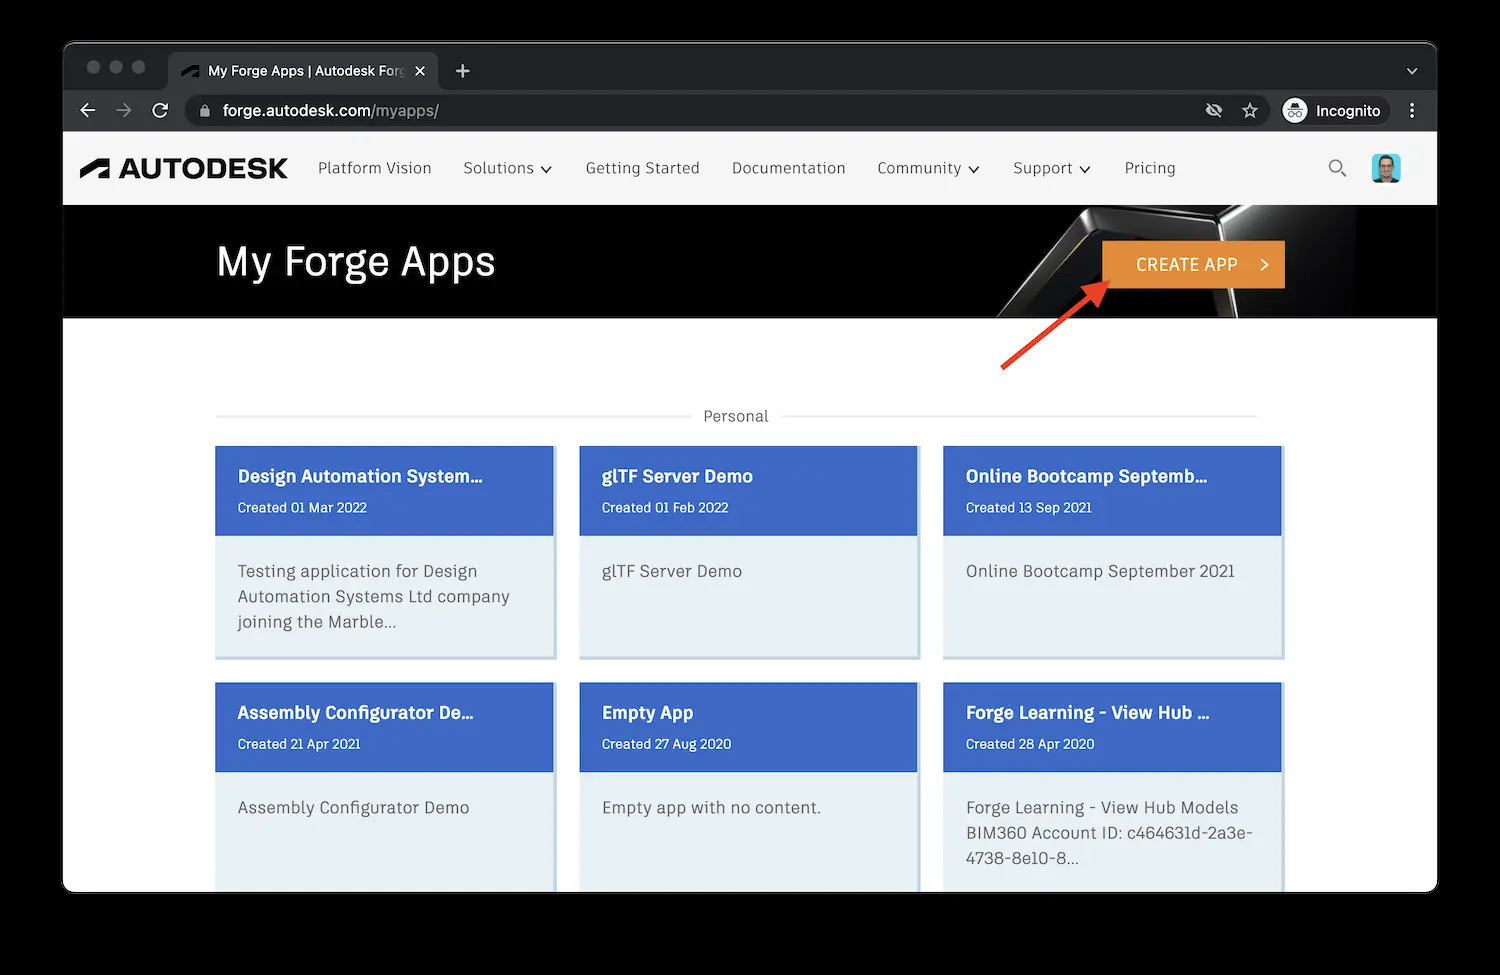 My Forge Apps | Autodesk For
forge.autodesk.com/myapps/
Incognito
AUTODESK
Platform Vision
Solutions
Getting Started
Documentation
Community
Support
Pricing
My Forge Apps
CREATE APP
Personal
Design Automation System...
Created 01 Mar 2022
Testing application for Design
Automation Systems Ltd company
joining the Marble...
glTF Server Demo
Created 01 Feb 2022
glTF Server Demo
Online Bootcamp Septemb...
Created 13 Sep 2021
Online Bootcamp September 2021
Assembly Configurator De...
Created 21 Apr 2021
Assembly Configurator Demo
Empty App
Created 27 Aug 2020
Empty app with no content.
Forge Learning - View Hub ...
Created 28 Apr 2020
Forge Learning - View Hub Models
BIM360 Account ID: c464631d-2a3e-
4738-8e10-8...